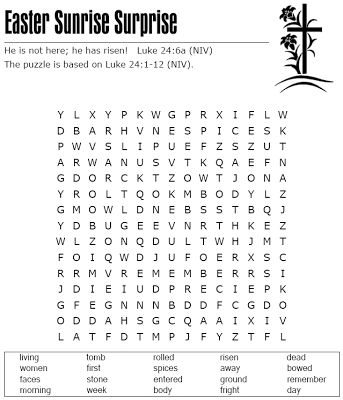 Easter Sunrise Surprise
He is not here; he has risen! Luke 24:6a (NIV)
The puzzle is based on Luke 24:1-12 (NIV).
Y L X Y P K W G P R X I F L W
D B A R H V N E S P I C E S K
P W V S L I P U E F Z S Z U T
A R W A N U S V T K Q A E F N
G D O R C K T Z O W T J O N A
Y R O L T Q O K M B O D Y L Z
G M O W L D N E B S S T B Q J
Y D B U G E E V N R T H K E Z
W L Z O N Q D U L T W H J M T
F O I Q W D J U F O E R X S C
R R M V R E M E M B E R R S I
J D I E I U D P R E C I E P K
G F E G N N N B D D F C G D O
O D D A H S G C Q A A I X I V
L A T F D T M P J F Y Z T F L
living tomb rolled risen dead
women first spices away bowed
faces stone entered ground remember
morning week body fright day